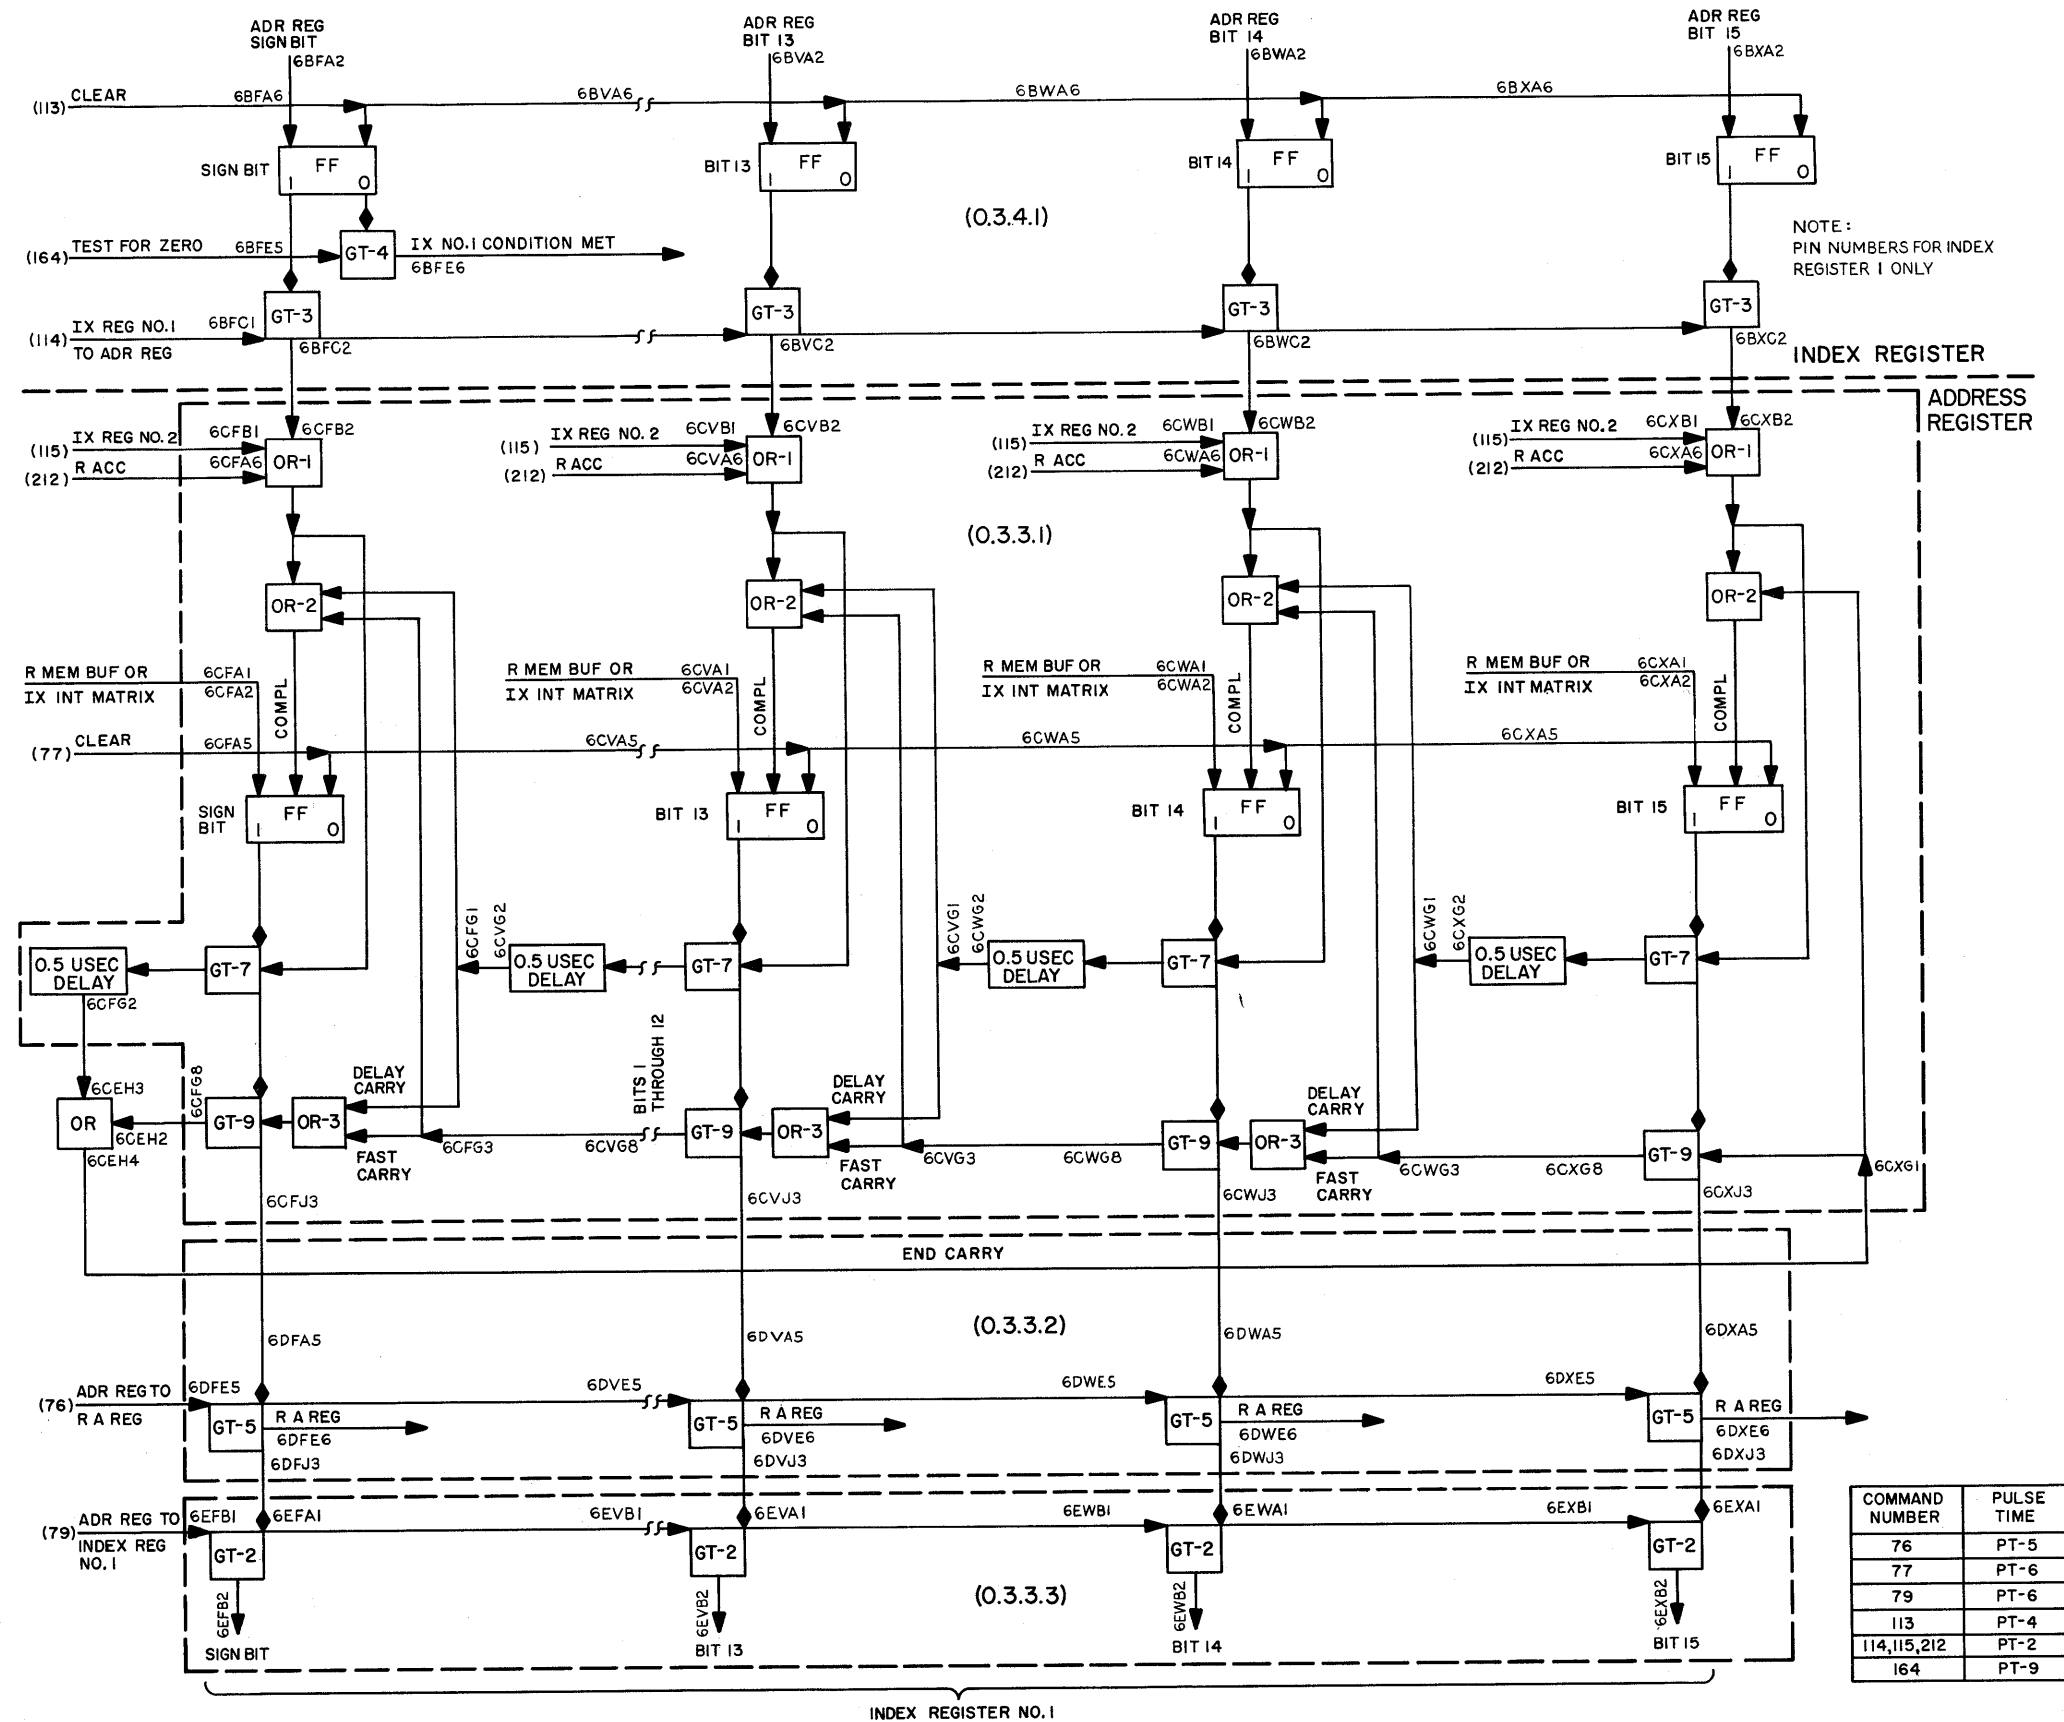 ADR REG
SIGN BIT
6BFA2
ADR REG
BIT 13
6BVA2
ADR REG
BIT 14
6BWA2
ADR REG
BIT 15
6BXA2
(113) CLEAR
6BFA6
6BVA6
6BWA6
6BXA6
SIGN BIT
FF
1 0
BIT 13
FF
1 0
BIT 14
FF
1 0
BIT 15
FF
1 0
(0.3.4.1)
NOTE:
PIN NUMBERS FOR INDEX
REGISTER 1 ONLY
(164) TEST FOR ZERO
6BFE5
GT-4
IX NO.1 CONDITION MET
6BFE6
(114) IX REG NO.1
TO ADR REG
6BFC1
GT-3
6BFC2
GT-3
6BVC2
GT-3
6BWC2
GT-3
6BXC2
INDEX REGISTER
ADDRESS
REGISTER
(115) IX REG NO. 2
6CFB1
6CFB2
(212) R ACC
6CFA6
OR-1
(115) IX REG NO. 2
6CVB1
6CVB2
(212) R ACC
6CVA6
OR-1
(115) IX REG NO. 2
6CWB1
6CWB2
(212) R ACC
6CWA6
OR-1
(115) IX REG NO. 2
6CXB1
6CXB2
(212) R ACC
6CXA6
OR-1
(0.3.3.1)
OR-2
OR-2
OR-2
OR-2
R MEM BUF OR
IX INT MATRIX
6CFA1
6CFA2
COMPL
R MEM BUF OR
IX INT MATRIX
6CVA1
6CVA2
COMPL
R MEM BUF OR
IX INT MATRIX
6CWA1
6CWA2
COMPL
R MEM BUF OR
IX INT MATRIX
6CXA1
6CXA2
COMPL
(77) CLEAR
6CFA5
6CVA5
6CWA5
6CXA5
SIGN
BIT
FF
1 0
BIT 13
FF
1 0
BIT 14
FF
1 0
BIT 15
FF
1 0
0.5 USEC
DELAY
6CFG2
GT-7
6CFG1
6CVG2
0.5 USEC
DELAY
GT-7
6CVG1
6CWG2
0.5 USEC
DELAY
GT-7
6CWG1
6CXG2
0.5 USEC
DELAY
GT-7
6CEH3
OR
6CEH2
6CEH4
6CFG8
GT-9
OR-3
DELAY
CARRY
FAST
CARRY
6CFG3
6CVG8
BITS 1
THROUGH 12
GT-9
OR-3
DELAY
CARRY
FAST
CARRY
6CVG3
6CWG8
GT-9
OR-3
DELAY
CARRY
FAST
CARRY
6CWG3
6CXG8
GT-9
6CXG1
6CFJ3
6CVJ3
6CWJ3
6CXJ3
END CARRY
(0.3.3.2)
6DFA5
6DVA5
6DWA5
6DXA5
(76) ADR REG TO
R A REG
6DFE5
GT-5
R A REG
6DFE6
6DFJ3
6DVE5
GT-5
R A REG
6DVE6
6DVJ3
6DWE5
GT-5
R A REG
6DWE6
6DWJ3
6DXE5
GT-5
R A REG
6DXE6
6DXJ3
(79) ADR REG TO
INDEX REG
NO. 1
6EFB1
6EFA1
GT-2
6EFB2
SIGN BIT
6EVB1
6EVA1
GT-2
6EVB2
BIT 13
6EWB1
6EWA1
GT-2
6EWB2
BIT 14
6EXB1
6EXA1
GT-2
6EXB2
BIT 15
(0.3.3.3)
INDEX REGISTER NO. 1
COMMAND NUMBER PULSE TIME
76 PT-5
77 PT-6
79 PT-6
113 PT-4
114,115,212 PT-2
164 PT-9